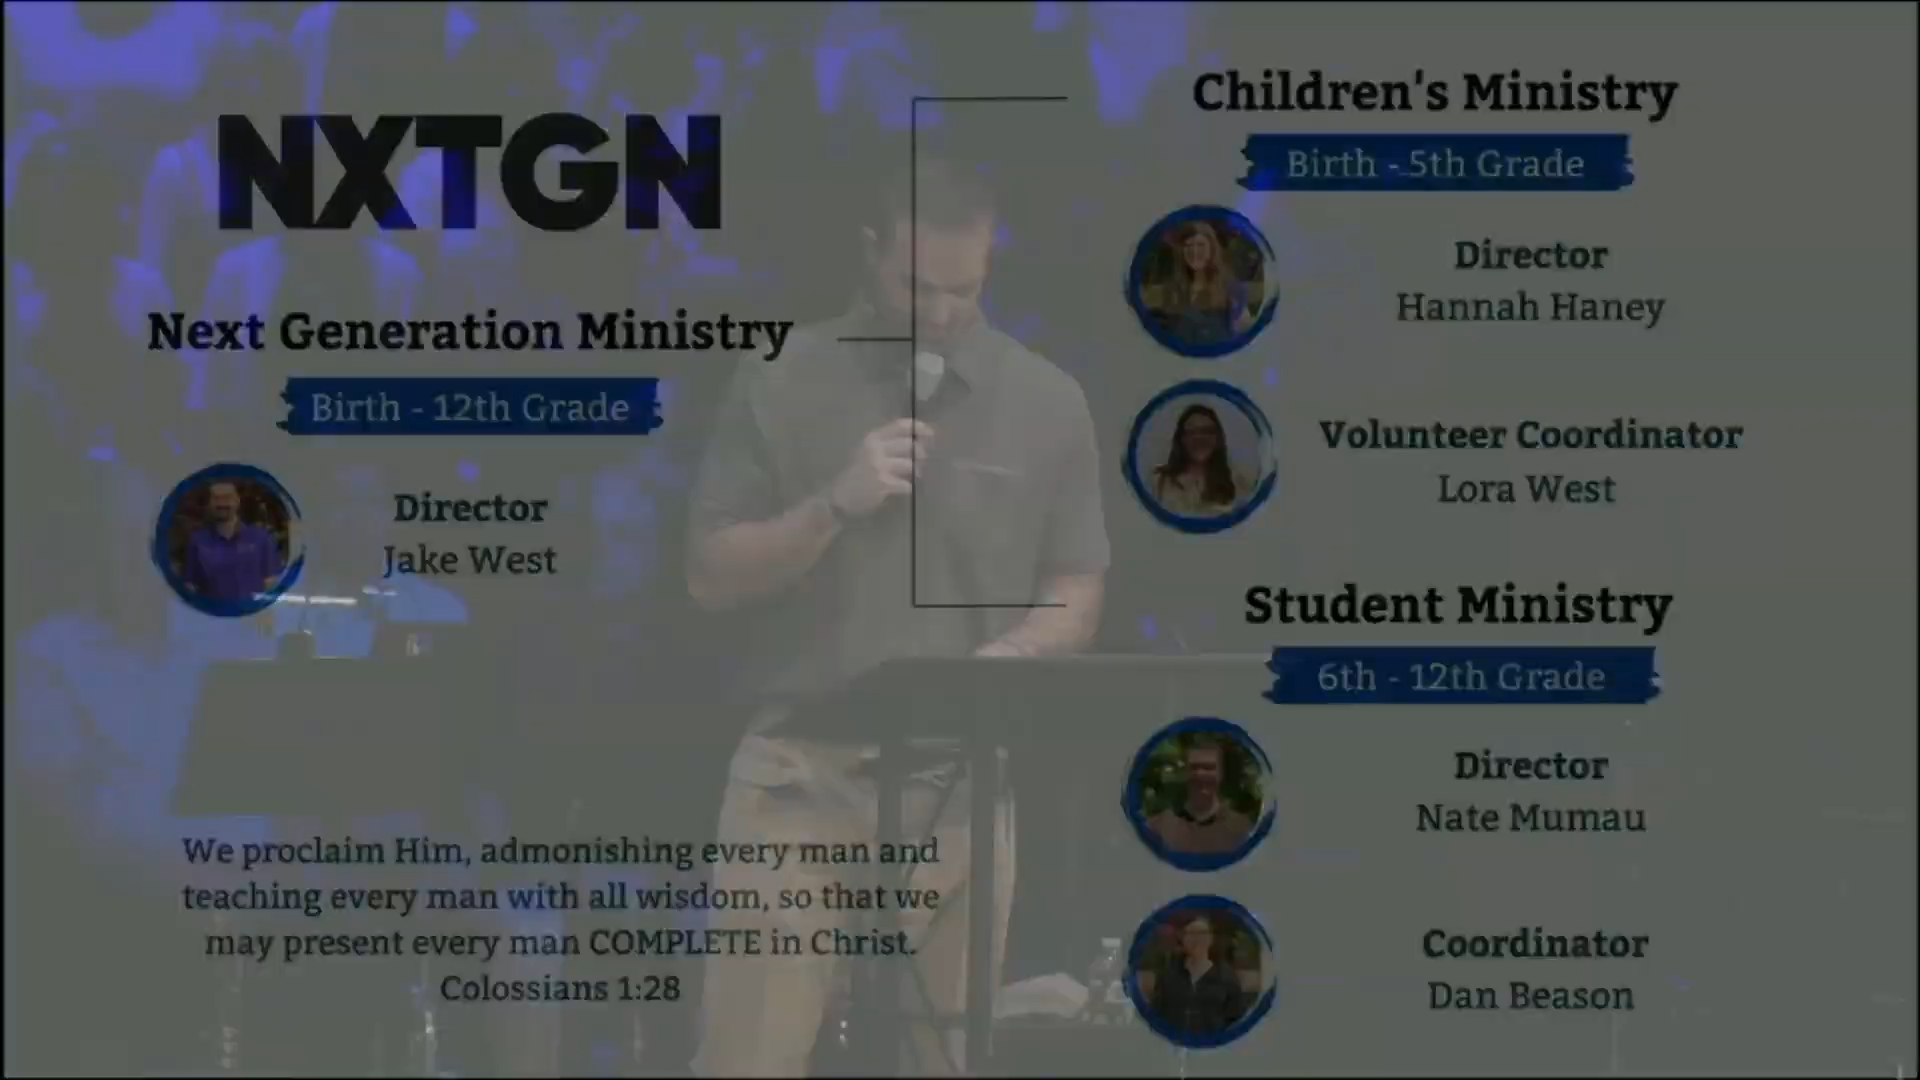 NXTGN
Next Generation Ministry
Birth - 12th Grade
Director
Jake West
We proclaim Him, admonishing every man and
teaching every man with all wisdom, so that we
may present every man COMPLETE in Christ.
Colossians 1:28
Children's Ministry
Birth - 5th Grade
Director
Hannah Haney
Volunteer Coordinator
Lora West
Student Ministry
6th - 12th Grade
Director
Nate Mumau
Coordinator
Dan Beason